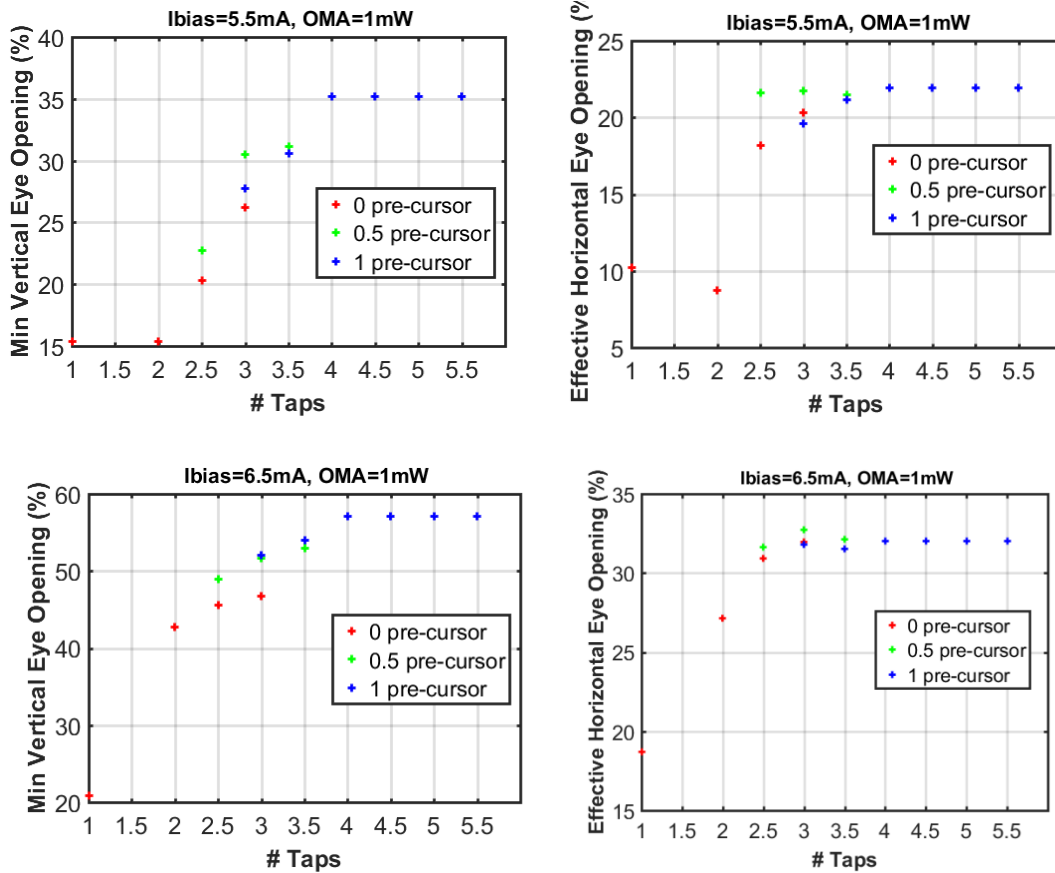 Ibias=5.5mA, OMA=1mW
Min Vertical Eye Opening (%)
40
35
30
25
20
15
0 pre-cursor
0.5 pre-cursor
1 pre-cursor
1 1.5 2 2.5 3 3.5 4 4.5 5 5.5
# Taps
Ibias=5.5mA, OMA=1mW
Effective Horizontal Eye Opening (%)
25
20
15
10
5
0 pre-cursor
0.5 pre-cursor
1 pre-cursor
1 1.5 2 2.5 3 3.5 4 4.5 5 5.5
# Taps
Ibias=6.5mA, OMA=1mW
Min Vertical Eye Opening (%)
60
50
40
30
20
0 pre-cursor
0.5 pre-cursor
1 pre-cursor
1 1.5 2 2.5 3 3.5 4 4.5 5 5.5
# Taps
Ibias=6.5mA, OMA=1mW
Effective Horizontal Eye Opening (%)
35
30
25
20
15
0 pre-cursor
0.5 pre-cursor
1 pre-cursor
1 1.5 2 2.5 3 3.5 4 4.5 5 5.5
# Taps